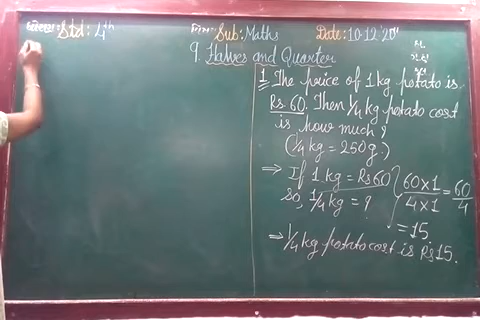 Std: 4th Sub: Maths Date: 10.12.20
9. Halves and Quarter
1. The price of 1 kg potato is
Rs. 60. Then 1/4 kg potato cost
is how much?
(1/4 kg = 250 g.)
⇒ If 1 kg = Rs 60
So, 1/4 kg = ?
60×1/4×1 = 60/4
= 15
⇒ 1/4 kg potato cost is Rs 15.